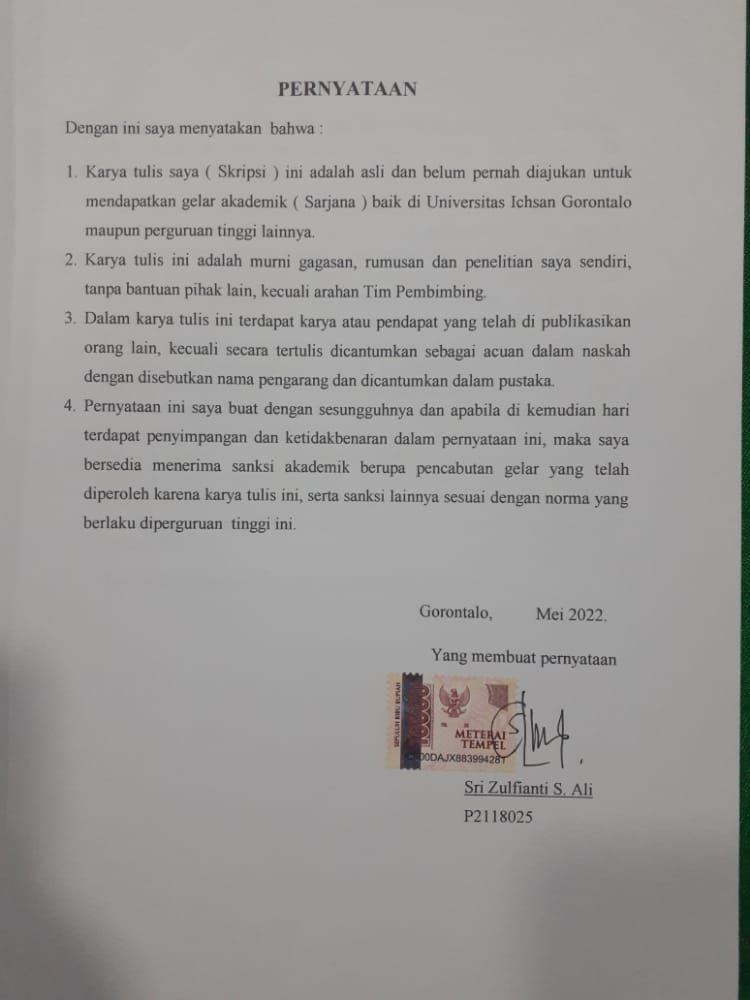 PERNYATAAN
Dengan ini saya menyatakan bahwa :
1. Karya tulis saya ( Skripsi ) ini adalah asli dan belum pernah diajukan untuk
mendapatkan gelar akademik ( Sarjana ) baik di Universitas Ichsan Gorontalo
maupun perguruan tinggi lainnya.
2. Karya tulis ini adalah murni gagasan, rumusan dan penelitian saya sendiri,
tanpa bantuan pihak lain, kecuali arahan Tim Pembimbing.
3. Dalam karya tulis ini terdapat karya atau pendapat yang telah di publikasikan
orang lain, kecuali secara tertulis dicantumkan sebagai acuan dalam naskah
dengan disebutkan nama pengarang dan dicantumkan dalam pustaka.
4. Pernyataan ini saya buat dengan sesungguhnya dan apabila di kemudian hari
terdapat penyimpangan dan ketidakbenaran dalam pernyataan ini, maka saya
bersedia menerima sanksi akademik berupa pencabutan gelar yang telah
diperoleh karena karya tulis ini, serta sanksi lainnya sesuai dengan norma yang
berlaku diperguruan tinggi ini.
Gorontalo, Mei 2022.
Yang membuat pernyataan
SEPULUH RIBU RUPIAH
10000
METERAI
TEMPEL
Sri Zulfianti S. Ali
P2118025